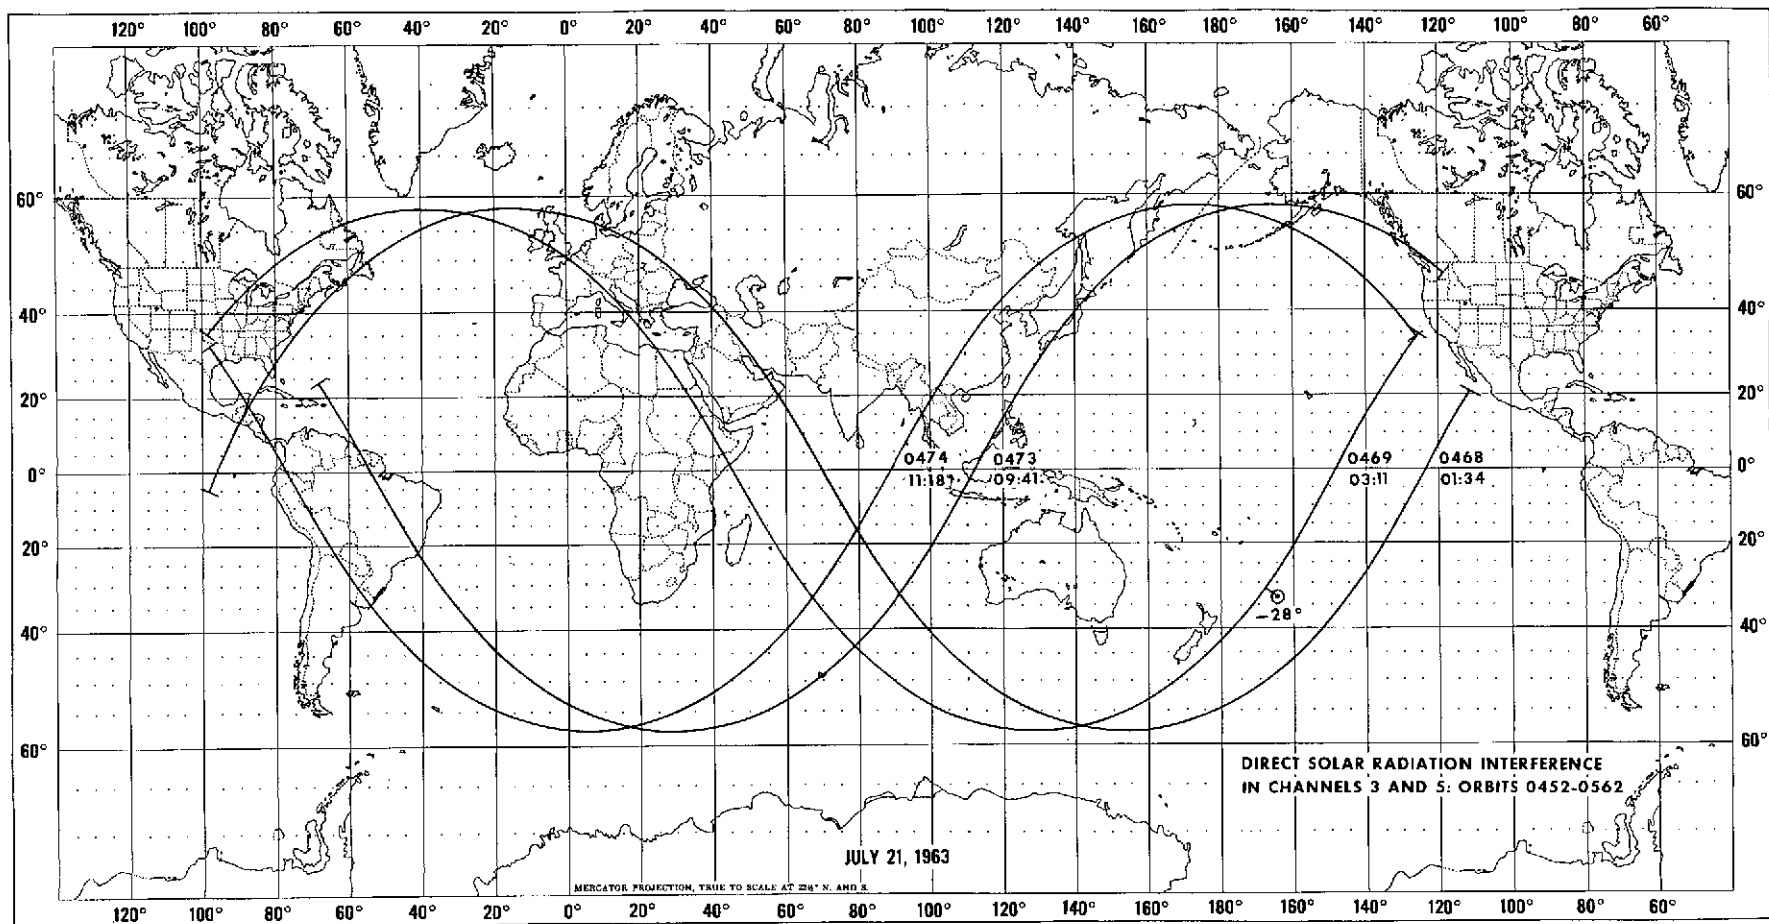 120° 100° 80° 60° 40° 20° 0° 20° 40° 60° 80° 100° 120° 140° 160° 180° 160° 140° 120° 100° 80° 60°
60° 60°
40° 40°
20° 20°
0474 0473 0469 0468
0° 0°
11:18 09:41 03:11 01:34
20° 20°
-28°
40° 40°
60° 60°
DIRECT SOLAR RADIATION INTERFERENCE
IN CHANNELS 3 AND 5: ORBITS 0452-0562
JULY 21, 1963
MERCATOR PROJECTION, TRUE TO SCALE AT 22½° N. AND S.
120° 100° 80° 60° 40° 20° 0° 20° 40° 60° 80° 100° 120° 140° 160° 180° 160° 140° 120° 100° 80° 60°